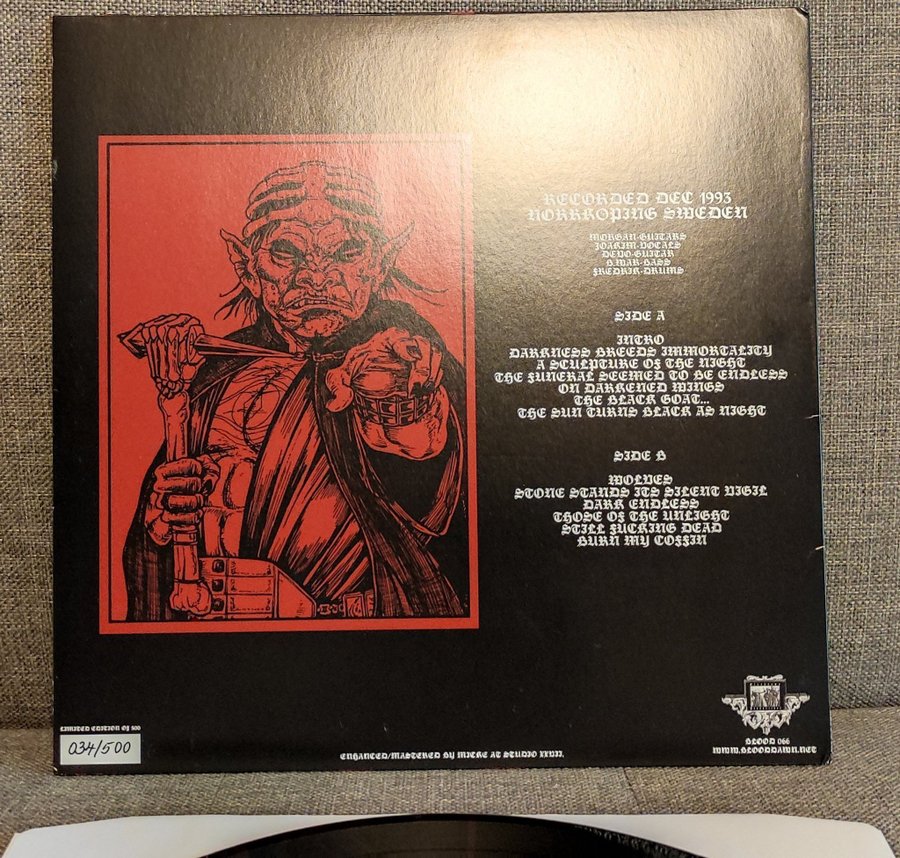 RECORDED DEC 1993
NORRKOPING SWEDEN
MORGAN-GUITARS
JOAKIM-VOCALS
DEVO-GUITAR
B.WAR-BASS
FREDRIK-DRUMS
SIDE A
INTRO
DARKNESS BREEDS IMMORTALITY
A SCULPTURE OF THE NIGHT
THE FUNERAL SEEMED TO BE ENDLESS
ON DARKENED WINGS
THE BLACK GOAT...
THE SUN TURNS BLACK AS NIGHT
SIDE B
WOLVES
STONE STANDS ITS SILENT VIGIL
DARK ENDLESS
THOSE OF THE UNLIGHT
STILL FUCKING DEAD
BURN MY COFFIN
LIMITED EDITION OF 500
034/500
ENHANCED/MASTERED BY MICKE AT STUDIO XXVII.
BLOOD 066
WWW.BLOODDAWN.NET